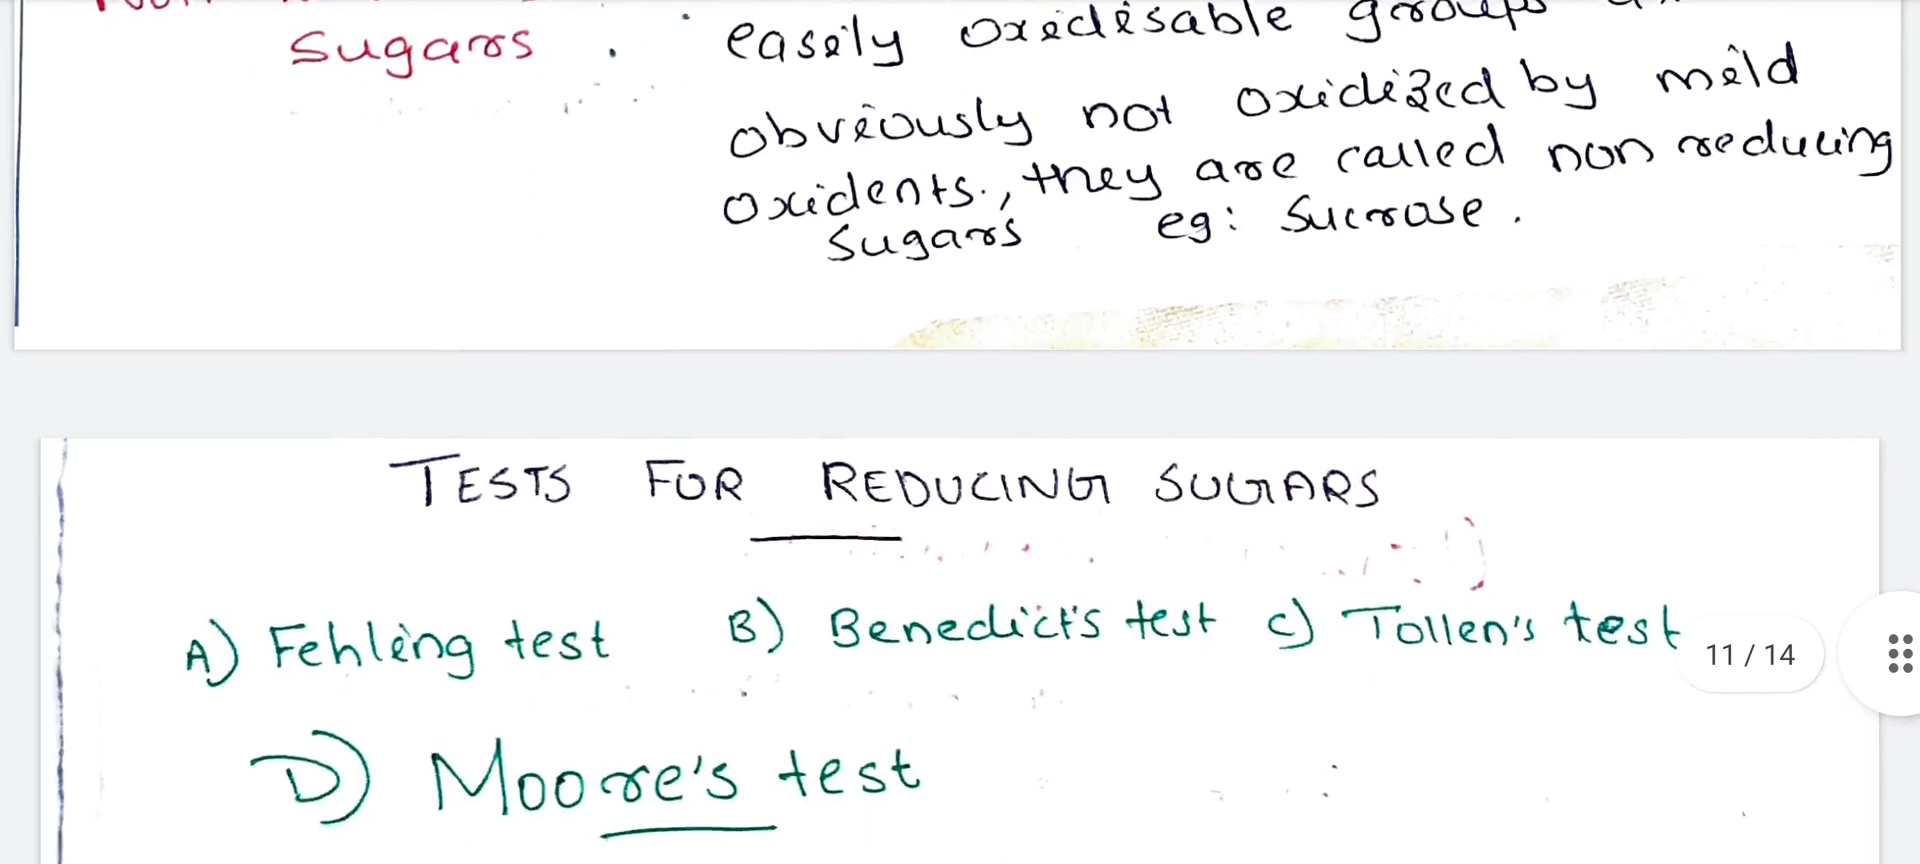 Sugars . easily oxidisable groups
obviously not oxidized by mild
oxidents., they are called non reducing
sugars eg: Sucrose .
TESTS FOR REDUCING SUGARS
A) Fehling test B) Benedict's test C) Tollen's test
11 / 14
D) Moore's test